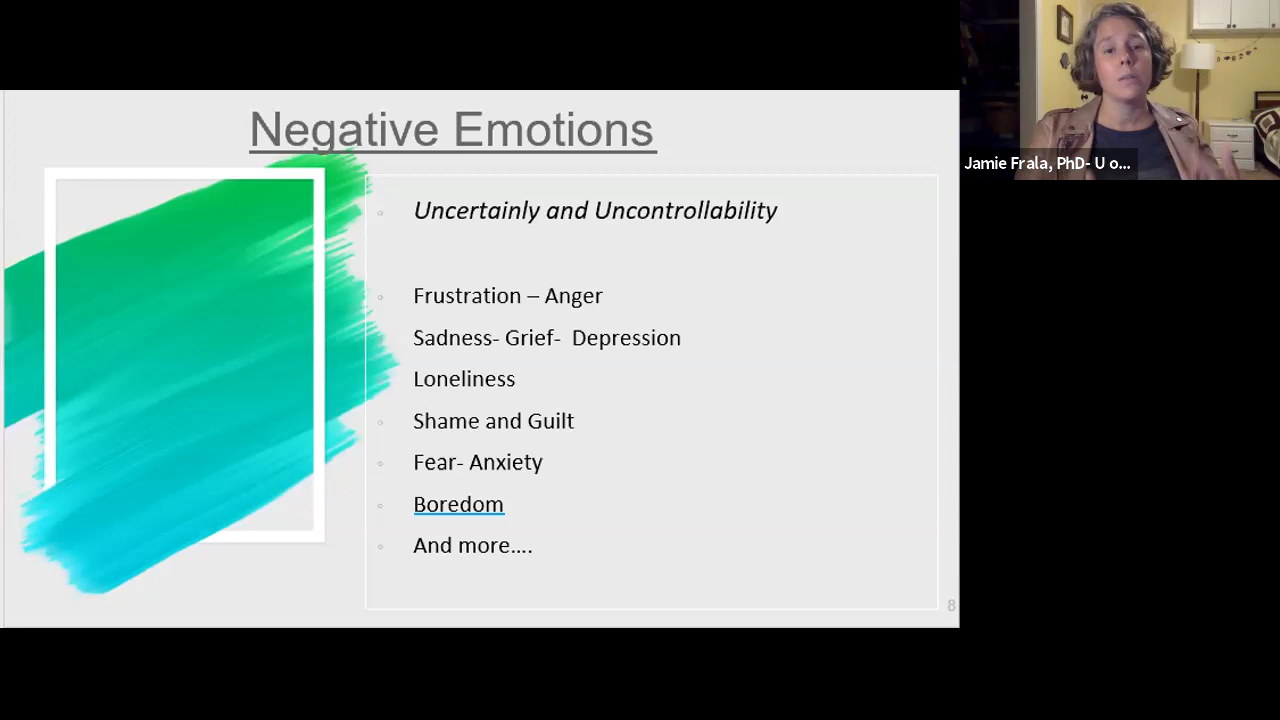 Negative Emotions
Uncertainly and Uncontrollability
Frustration – Anger
Sadness- Grief-  Depression
Loneliness
Shame and Guilt
Fear- Anxiety
Boredom
And more....
8
Jamie Frala, PhD- U o...